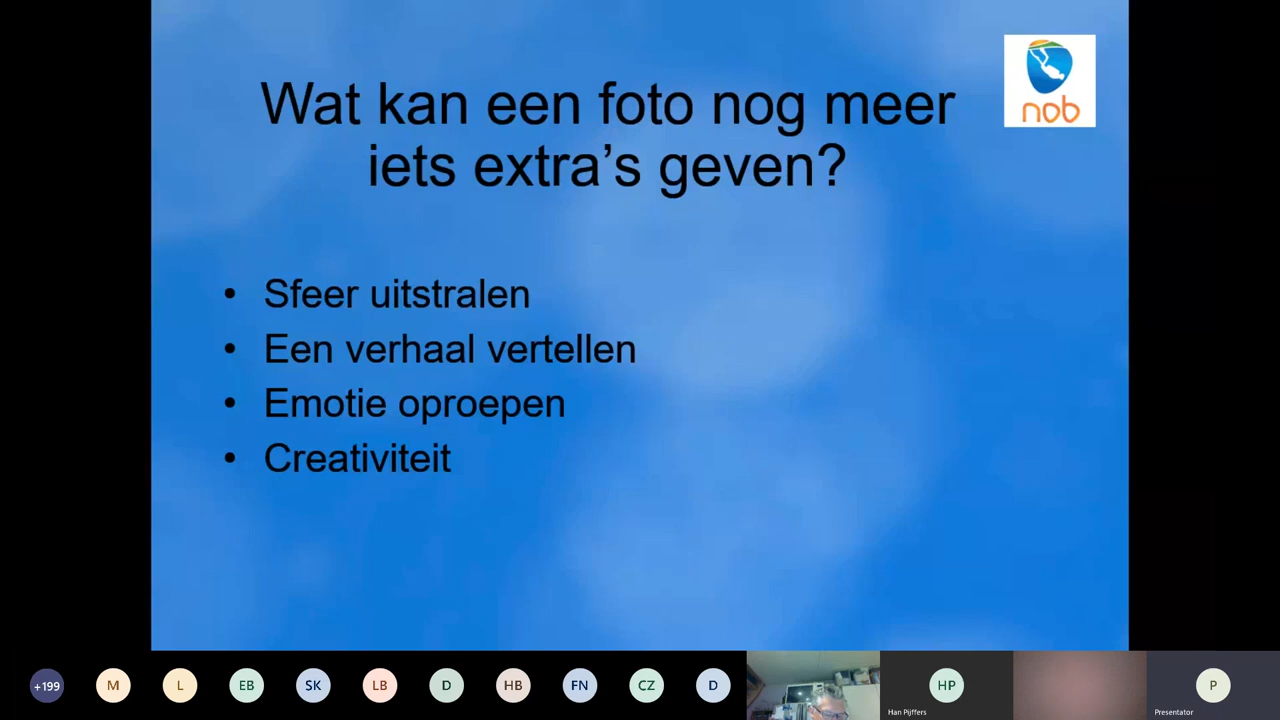 Wat kan een foto nog meer
iets extra’s geven?
nob
• Sfeer uitstralen
• Een verhaal vertellen
• Emotie oproepen
• Creativiteit
+199
M
L
EB
SK
LB
D
HB
FN
CZ
D
HP
Han Pijffers
P
Presentator